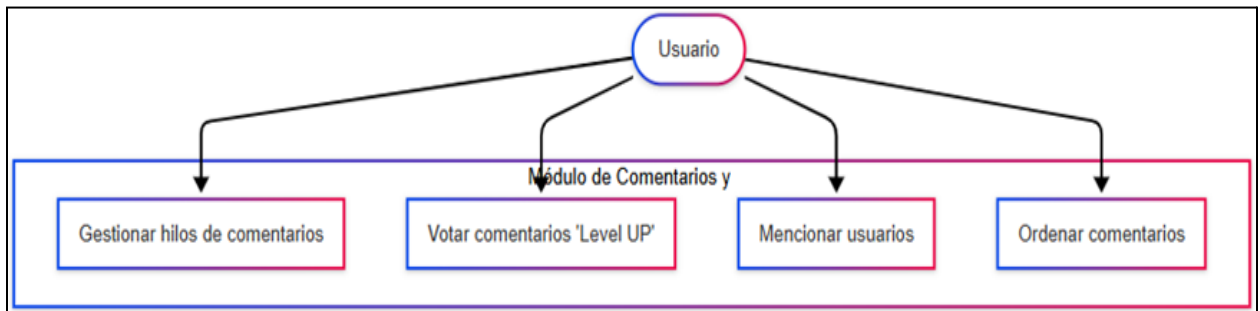 Usuario
Módulo de Comentarios y
Gestionar hilos de comentarios
Votar comentarios 'Level UP'
Mencionar usuarios
Ordenar comentarios